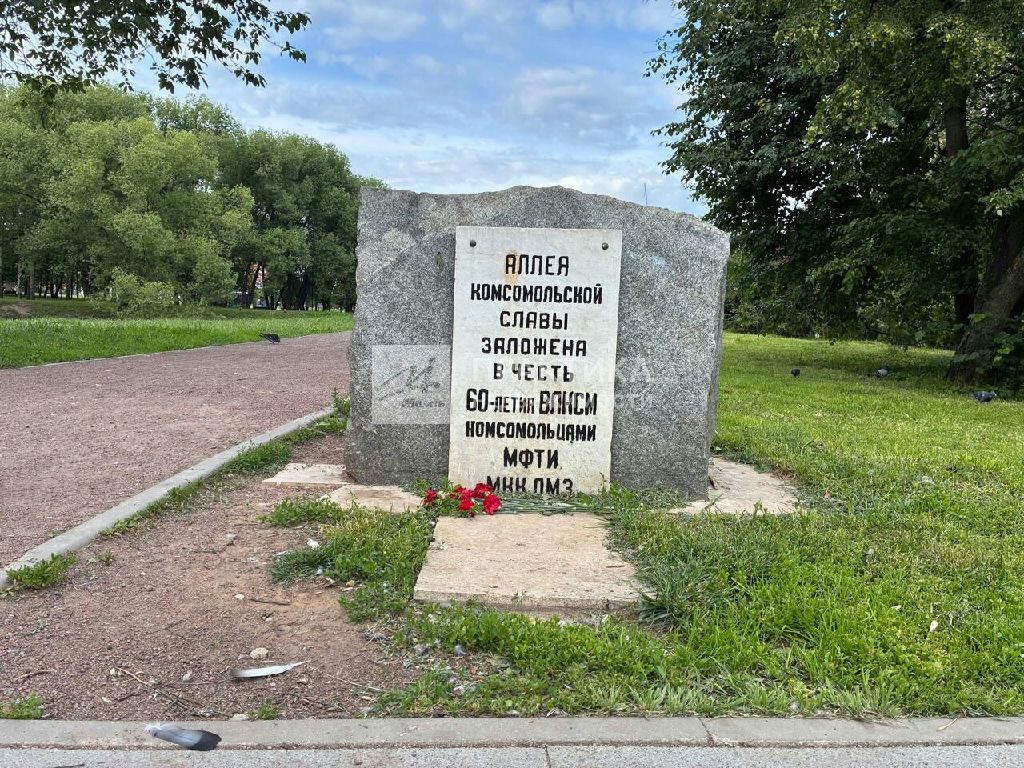 АЛЛЕЯ
КОМСОМОЛЬСКОЙ
СЛАВЫ
ЗАЛОЖЕНА
В ЧЕСТЬ
60-ЛЕТИЯ ВЛКСМ
КОМСОМОЛЬЦАМИ
МФТИ